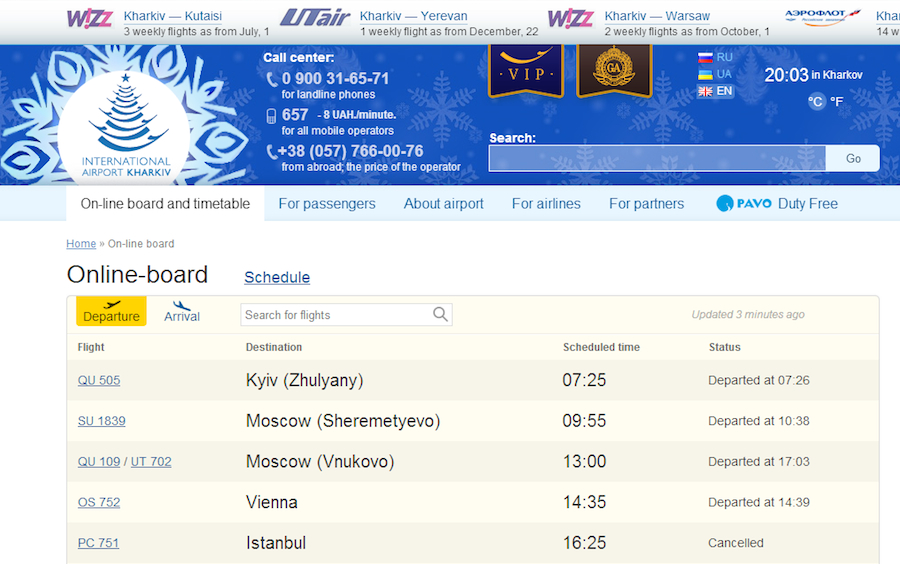 WIZZ Kharkiv — Kutaisi
3 weekly flights as from July, 1
UTair Kharkiv — Yerevan
1 weekly flight as from December, 22
WIZZ Kharkiv — Warsaw
2 weekly flights as from October, 1
АЭРОФЛОТ
Российские авиалинии
14 w
Call center:
0 900 31-65-71
for landline phones
657 - 8 UAH./minute.
for all mobile operators
+38 (057) 766-00-76
from abroad; the price of the operator
INTERNATIONAL
AIRPORT KHARKIV
· VIP ·
GA
RU
UA
EN
20:03 in Kharkov
°C °F
Search:
Go
On-line board and timetable
For passengers
About airport
For airlines
For partners
PAVO Duty Free
Home » On-line board
Online-board Schedule
Departure Arrival Search for flights Updated 3 minutes ago
Flight Destination Scheduled time Status
QU 505 Kyiv (Zhulyany) 07:25 Departed at 07:26
SU 1839 Moscow (Sheremetyevo) 09:55 Departed at 10:38
QU 109 / UT 702 Moscow (Vnukovo) 13:00 Departed at 17:03
OS 752 Vienna 14:35 Departed at 14:39
PC 751 Istanbul 16:25 Cancelled